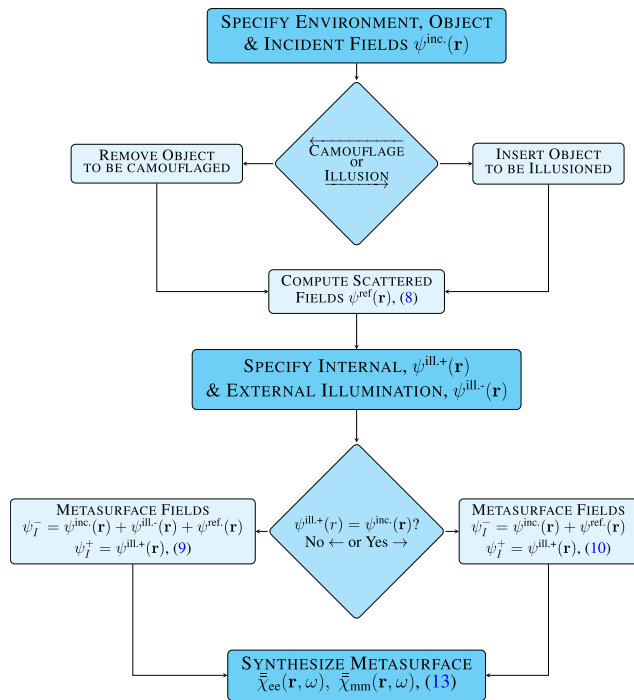 SPECIFY ENVIRONMENT, OBJECT
& INCIDENT FIELDS ψ^inc.(r)
CAMOUFLAGE
or
ILLUSION
REMOVE OBJECT
TO BE CAMOUFLAGED
INSERT OBJECT
TO BE ILLUSIONED
COMPUTE SCATTERED
FIELDS ψ^ref(r), (8)
SPECIFY INTERNAL, ψ^ill.+(r)
& EXTERNAL ILLUMINATION, ψ^ill.-(r)
ψ^ill.+(r) = ψ^inc.(r)?
No ← or Yes →
METASURFACE FIELDS
ψ_I^− = ψ^inc.(r) + ψ^ill.-(r) + ψ^ref.(r)
ψ_I^+ = ψ^ill.+(r), (9)
METASURFACE FIELDS
ψ_I^− = ψ^inc.(r) + ψ^ref.(r)
ψ_I^+ = ψ^ill.+(r), (10)
SYNTHESIZE METASURFACE
χ̿_ee(r, ω), χ̿_mm(r, ω), (13)